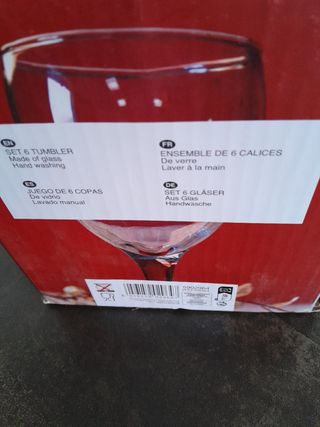 EN
SET 6 TUMBLER
Made of glass
Hand washing
FR
ENSEMBLE DE 6 CALICES
De verre
Laver à la main
ES
JUEGO DE 6 COPAS
De vidrio
Lavado manual
DE
SET 6 GLÄSER
Aus Glas
Handwäsche